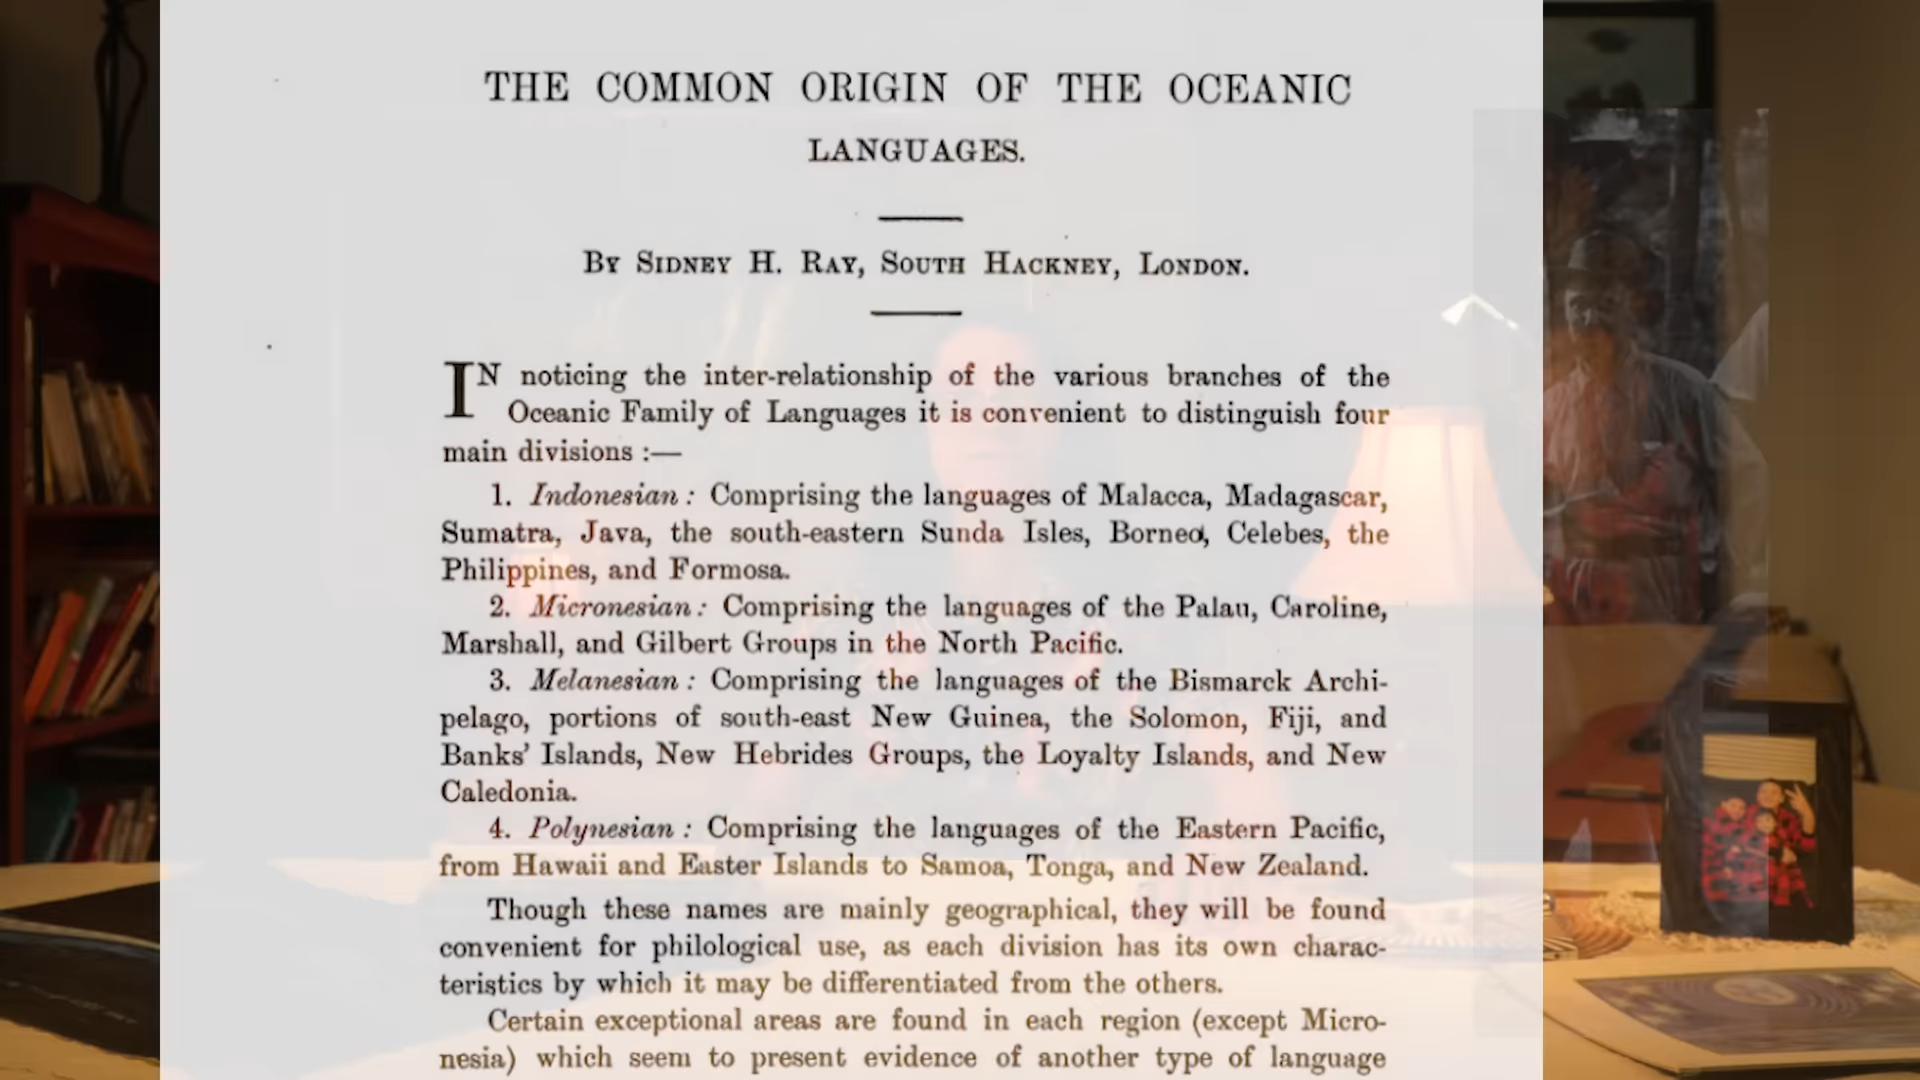 THE COMMON ORIGIN OF THE OCEANIC
LANGUAGES.
By Sidney H. Ray, South Hackney, London.
IN noticing the inter-relationship of the various branches of the
Oceanic Family of Languages it is convenient to distinguish four
main divisions :—
1. Indonesian : Comprising the languages of Malacca, Madagascar,
Sumatra, Java, the south-eastern Sunda Isles, Borneo, Celebes, the
Philippines, and Formosa.
2. Micronesian : Comprising the languages of the Palau, Caroline,
Marshall, and Gilbert Groups in the North Pacific.
3. Melanesian : Comprising the languages of the Bismarck Archi-
pelago, portions of south-east New Guinea, the Solomon, Fiji, and
Banks’ Islands, New Hebrides Groups, the Loyalty Islands, and New
Caledonia.
4. Polynesian : Comprising the languages of the Eastern Pacific,
from Hawaii and Easter Islands to Samoa, Tonga, and New Zealand.
Though these names are mainly geographical, they will be found
convenient for philological use, as each division has its own charac-
teristics by which it may be differentiated from the others.
Certain exceptional areas are found in each region (except Micro-
nesia) which seem to present evidence of another type of language